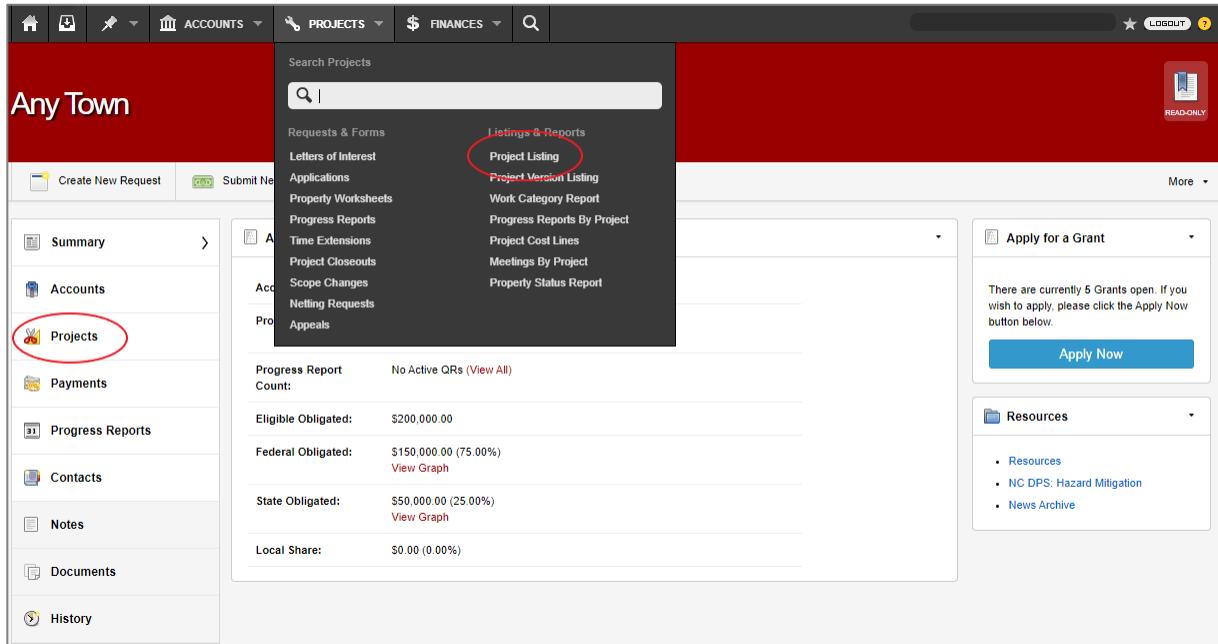 ACCOUNTS
PROJECTS
$ FINANCES
LOGOUT
?
Any Town
READ-ONLY
Search Projects
Requests & Forms
Listings & Reports
Letters of Interest
Project Listing
Applications
Project Version Listing
Property Worksheets
Work Category Report
Progress Reports
Progress Reports By Project
Time Extensions
Project Cost Lines
Project Closeouts
Meetings By Project
Scope Changes
Property Status Report
Netting Requests
Appeals
Create New Request
Submit Ne
More
Summary
Accounts
Projects
Payments
31 Progress Reports
Contacts
Notes
Documents
History
A
Acc
Pro
Progress Report Count:
No Active QRs (View All)
Eligible Obligated:
$200,000.00
Federal Obligated:
$150,000.00 (75.00%)
View Graph
State Obligated:
$50,000.00 (25.00%)
View Graph
Local Share:
$0.00 (0.00%)
Apply for a Grant
There are currently 5 Grants open. If you
wish to apply, please click the Apply Now
button below.
Apply Now
Resources
Resources
NC DPS: Hazard Mitigation
News Archive